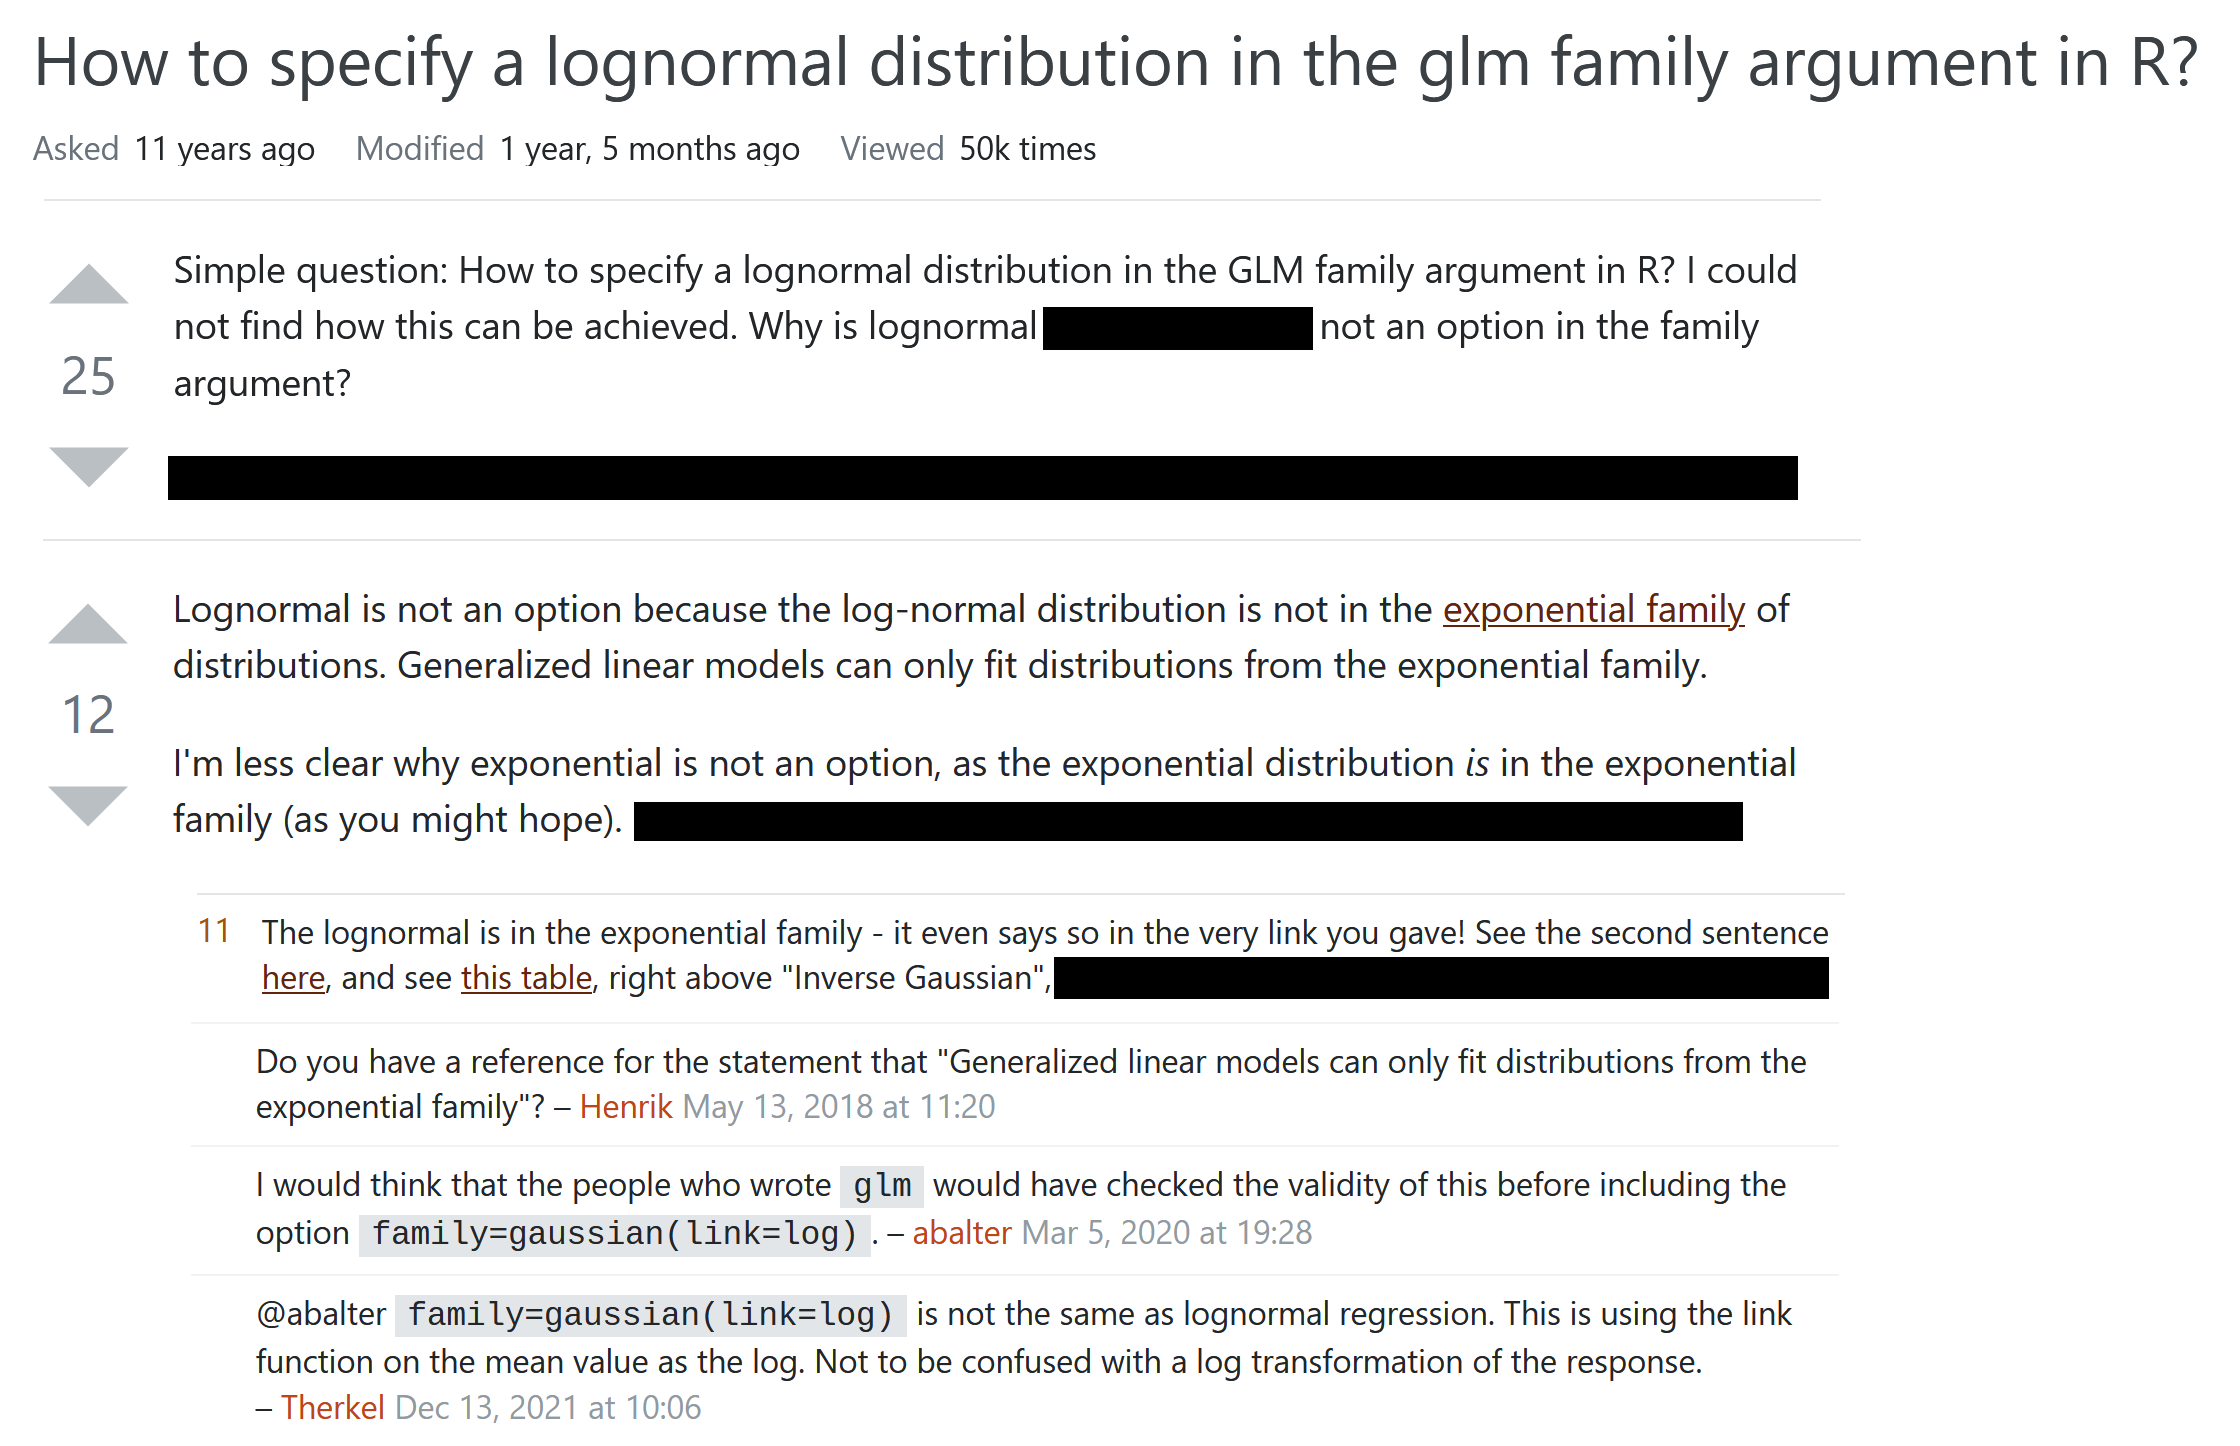 How to specify a lognormal distribution in the glm family argument in R?
Asked 11 years ago Modified 1 year, 5 months ago Viewed 50k times
Simple question: How to specify a lognormal distribution in the GLM family argument in R? I could
not find how this can be achieved. Why is lognormal not an option in the family
argument?
25
Lognormal is not an option because the log-normal distribution is not in the exponential family of
distributions. Generalized linear models can only fit distributions from the exponential family.
12
I'm less clear why exponential is not an option, as the exponential distribution is in the exponential
family (as you might hope).
11 The lognormal is in the exponential family - it even says so in the very link you gave! See the second sentence
here, and see this table, right above "Inverse Gaussian",
Do you have a reference for the statement that "Generalized linear models can only fit distributions from the
exponential family"? – Henrik May 13, 2018 at 11:20
I would think that the people who wrote glm would have checked the validity of this before including the
option family=gaussian(link=log) . – abalter Mar 5, 2020 at 19:28
@abalter family=gaussian(link=log) is not the same as lognormal regression. This is using the link
function on the mean value as the log. Not to be confused with a log transformation of the response.
– Therkel Dec 13, 2021 at 10:06